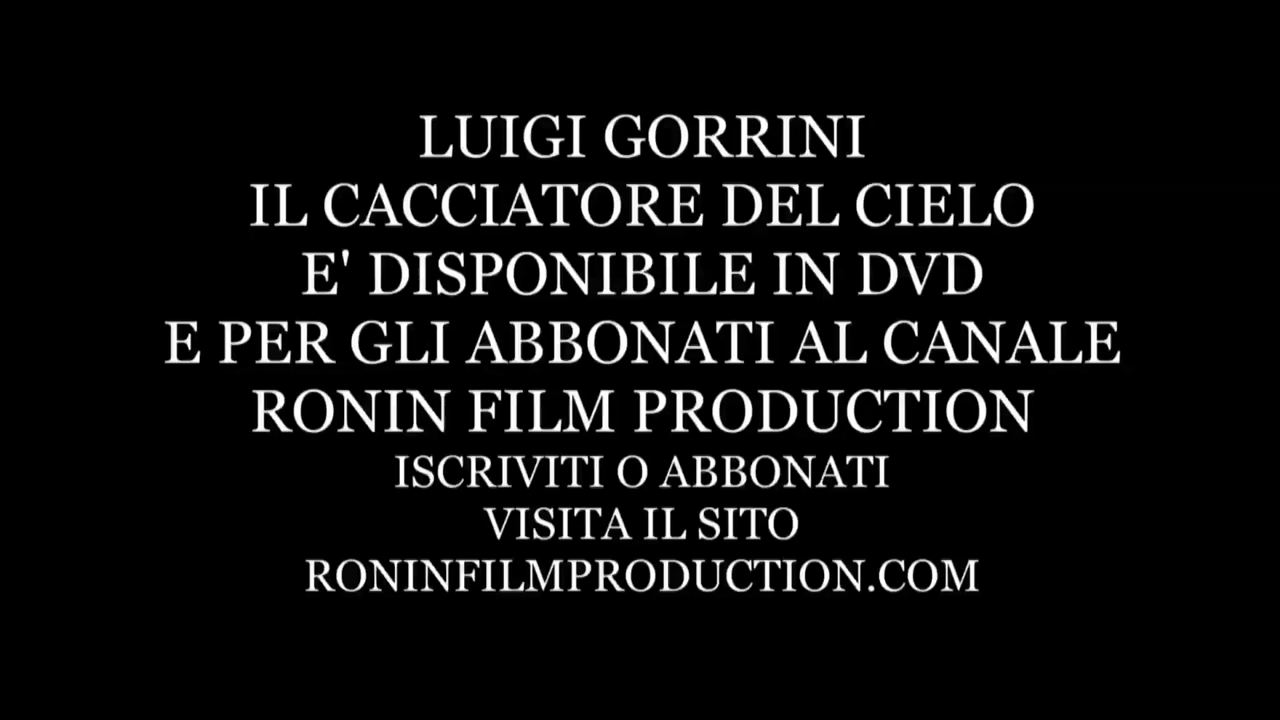 LUIGI GORRINI
IL CACCIATORE DEL CIELO
E' DISPONIBILE IN DVD
E PER GLI ABBONATI AL CANALE
RONIN FILM PRODUCTION
ISCRIVITI O ABBONATI
VISITA IL SITO
RONINFILMPRODUCTION.COM